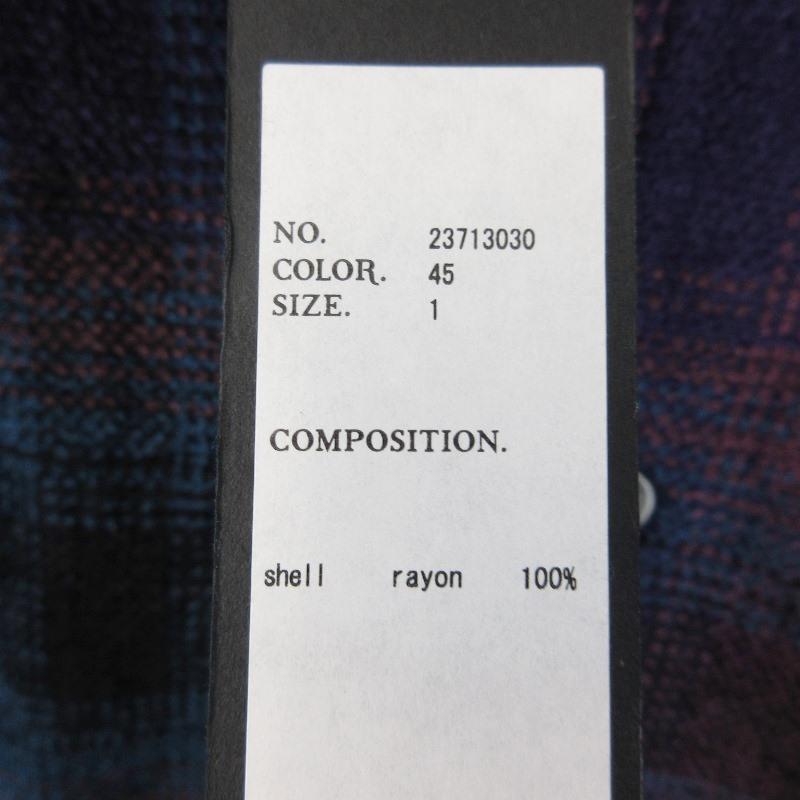 NO. 23713030
COLOR. 45
SIZE. 1
COMPOSITION.
shell rayon 100%